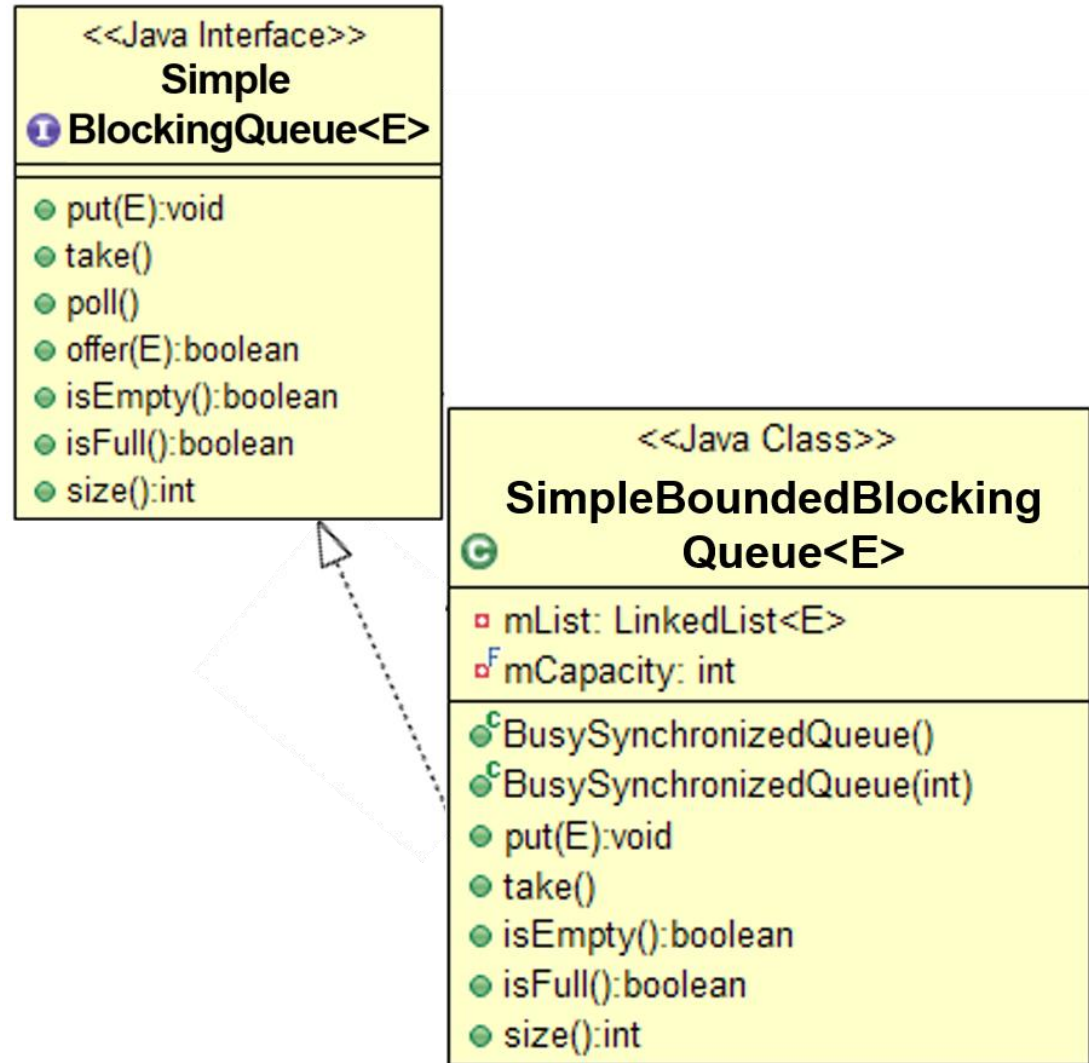 <<Java Interface>>
Simple
I BlockingQueue<E>
put(E):void
take()
poll()
offer(E):boolean
isEmpty():boolean
isFull():boolean
size():int
<<Java Class>>
SimpleBoundedBlocking
C Queue<E>
mList: LinkedList<E>
F mCapacity: int
C BusySynchronizedQueue()
C BusySynchronizedQueue(int)
put(E):void
take()
isEmpty():boolean
isFull():boolean
size():int